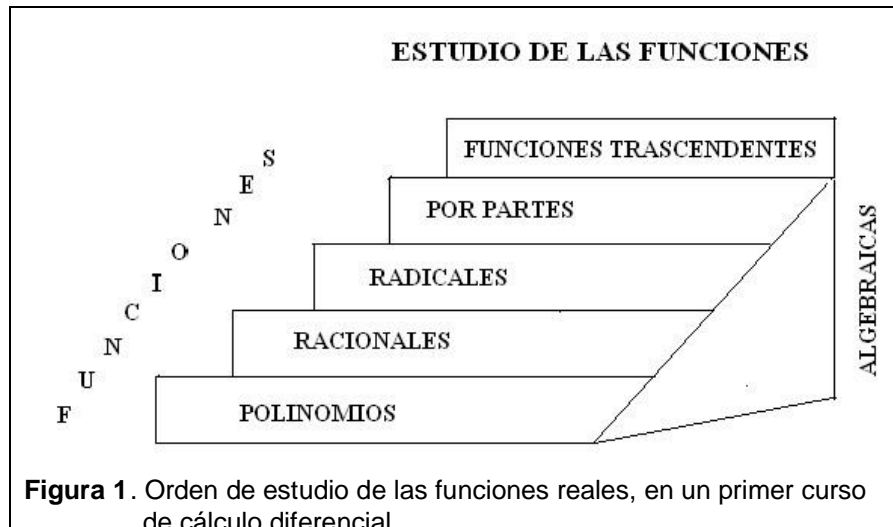 ESTUDIO DE LAS FUNCIONES
FUNCIONES TRASCENDENTES
POR PARTES
RADICALES
RACIONALES
POLINOMIOS
FUNCIONES
ALGEBRAICAS
Figura 1. Orden de estudio de las funciones reales, en un primer curso
de cálculo diferencial